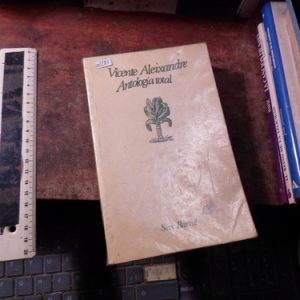 Vicente Aleixandre
Antología total
Seix Barral